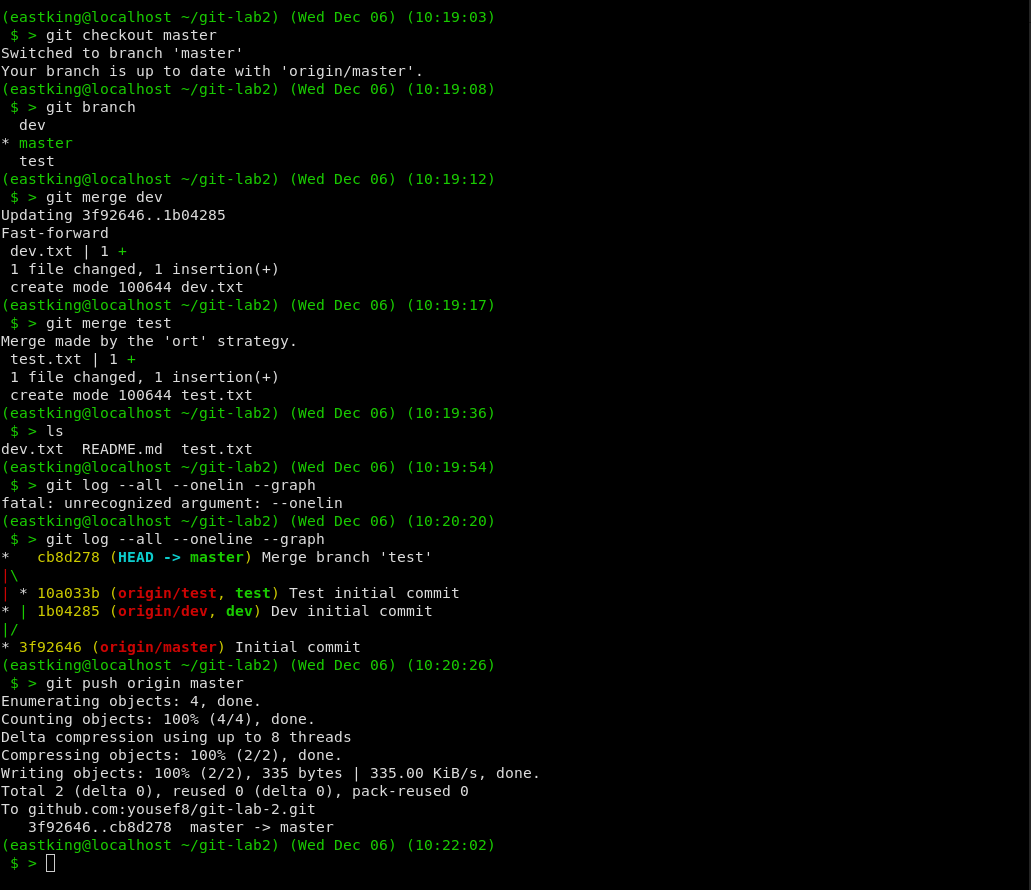 (eastking@localhost ~/git-lab2) (Wed Dec 06) (10:19:03)
 $ > git checkout master
Switched to branch 'master'
Your branch is up to date with 'origin/master'.
(eastking@localhost ~/git-lab2) (Wed Dec 06) (10:19:08)
 $ > git branch
  dev
* master
  test
(eastking@localhost ~/git-lab2) (Wed Dec 06) (10:19:12)
 $ > git merge dev
Updating 3f92646..1b04285
Fast-forward
 dev.txt | 1 +
 1 file changed, 1 insertion(+)
 create mode 100644 dev.txt
(eastking@localhost ~/git-lab2) (Wed Dec 06) (10:19:17)
 $ > git merge test
Merge made by the 'ort' strategy.
 test.txt | 1 +
 1 file changed, 1 insertion(+)
 create mode 100644 test.txt
(eastking@localhost ~/git-lab2) (Wed Dec 06) (10:19:36)
 $ > ls
dev.txt  README.md  test.txt
(eastking@localhost ~/git-lab2) (Wed Dec 06) (10:19:54)
 $ > git log --all --onelin --graph
fatal: unrecognized argument: --onelin
(eastking@localhost ~/git-lab2) (Wed Dec 06) (10:20:20)
 $ > git log --all --oneline --graph
*   cb8d278 (HEAD -> master) Merge branch 'test'
|\
| * 10a033b (origin/test, test) Test initial commit
* | 1b04285 (origin/dev, dev) Dev initial commit
|/
* 3f92646 (origin/master) Initial commit
(eastking@localhost ~/git-lab2) (Wed Dec 06) (10:20:26)
 $ > git push origin master
Enumerating objects: 4, done.
Counting objects: 100% (4/4), done.
Delta compression using up to 8 threads
Compressing objects: 100% (2/2), done.
Writing objects: 100% (2/2), 335 bytes | 335.00 KiB/s, done.
Total 2 (delta 0), reused 0 (delta 0), pack-reused 0
To github.com:yousef8/git-lab-2.git
   3f92646..cb8d278  master -> master
(eastking@localhost ~/git-lab2) (Wed Dec 06) (10:22:02)
 $ >